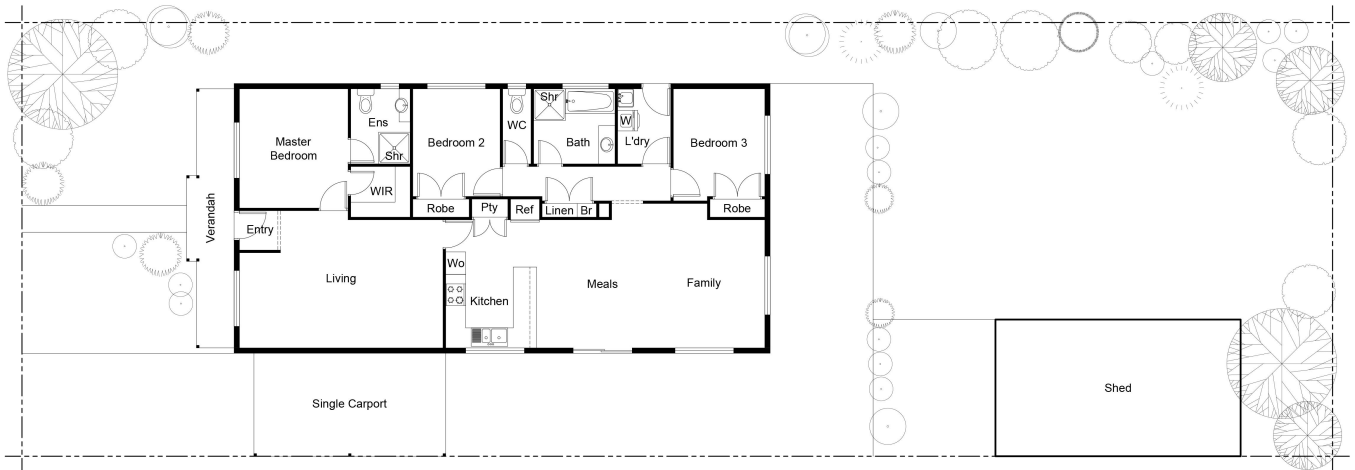 Shr
Ens
WC
Bath
W
L'dry
Master
Bedroom
Bedroom 2
Bedroom 3
Shr
WIR
Robe
Pty
Ref
Linen
Br
Robe
Verandah
Entry
Wo
Living
Meals
Family
Kitchen
Shed
Single Carport